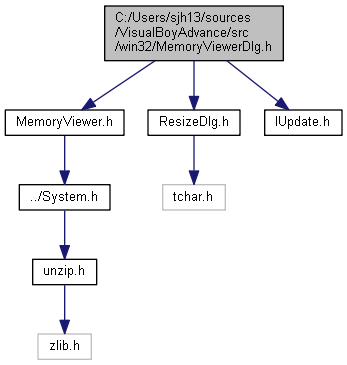 C:/Users/sjh13/sources
/VisualBoyAdvance/src
/win32/MemoryViewerDlg.h
MemoryViewer.h
ResizeDlg.h
IUpdate.h
../System.h
tchar.h
unzip.h
zlib.h